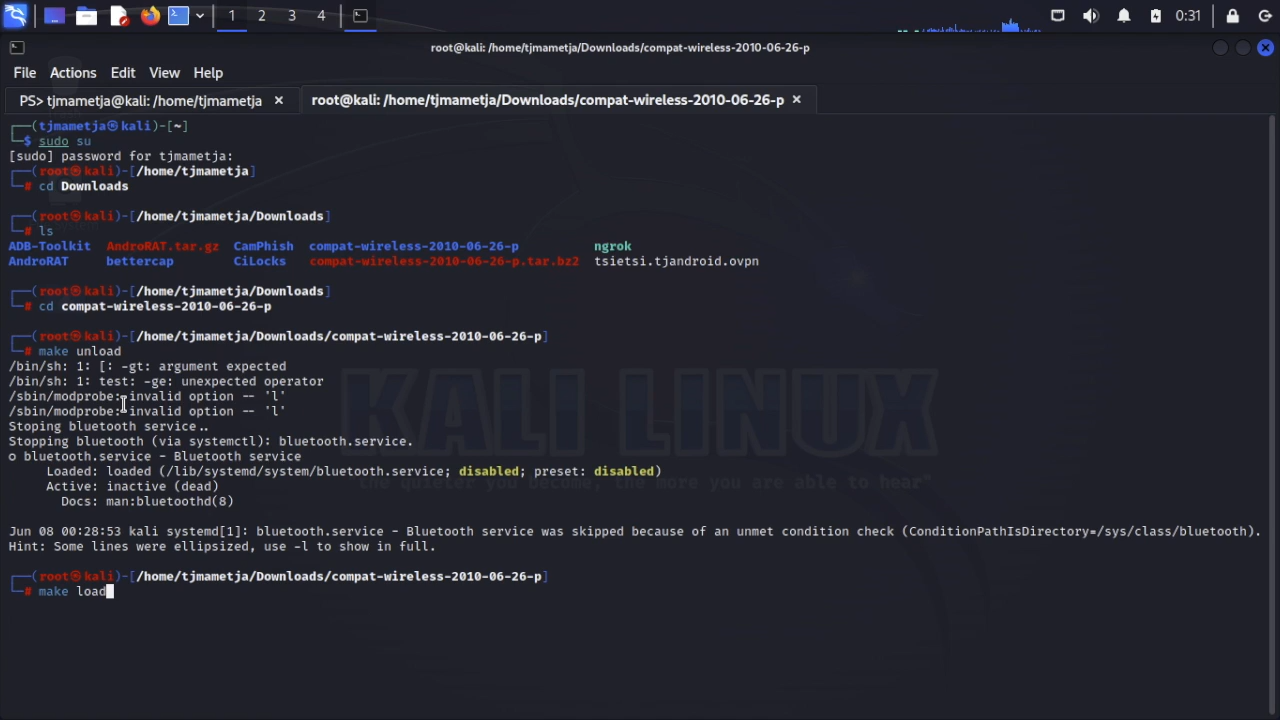 1 2 3 4 0:31
root@kali: /home/tjmametja/Downloads/compat-wireless-2010-06-26-p
File Actions Edit View Help
PS> tjmametja@kali: /home/tjmametja × root@kali: /home/tjmametja/Downloads/compat-wireless-2010-06-26-p ×
┌──(tjmametja㉿kali)-[~]
└─$ sudo su
[sudo] password for tjmametja:
┌──(root㉿kali)-[/home/tjmametja]
└─# cd Downloads
┌──(root㉿kali)-[/home/tjmametja/Downloads]
└─# ls
ADB-Toolkit AndroRAT.tar.gz CamPhish compat-wireless-2010-06-26-p ngrok
AndroRAT bettercap CiLocks compat-wireless-2010-06-26-p.tar.bz2 tsietsi.tjandroid.ovpn
┌──(root㉿kali)-[/home/tjmametja/Downloads]
└─# cd compat-wireless-2010-06-26-p
┌──(root㉿kali)-[/home/tjmametja/Downloads/compat-wireless-2010-06-26-p]
└─# make unload
/bin/sh: 1: [: -gt: argument expected
/bin/sh: 1: test: -ge: unexpected operator
/sbin/modprobe: invalid option -- 'l'
/sbin/modprobe: invalid option -- 'l'
Stoping bluetooth service..
Stopping bluetooth (via systemctl): bluetooth.service.
○ bluetooth.service - Bluetooth service
Loaded: loaded (/lib/systemd/system/bluetooth.service; disabled; preset: disabled)
Active: inactive (dead)
Docs: man:bluetoothd(8)
Jun 08 00:28:53 kali systemd[1]: bluetooth.service - Bluetooth service was skipped because of an unmet condition check (ConditionPathIsDirectory=/sys/class/bluetooth).
Hint: Some lines were ellipsized, use -l to show in full.
┌──(root㉿kali)-[/home/tjmametja/Downloads/compat-wireless-2010-06-26-p]
└─# make load
KALI LINUX
"the quieter you become, the more you are able to hear"